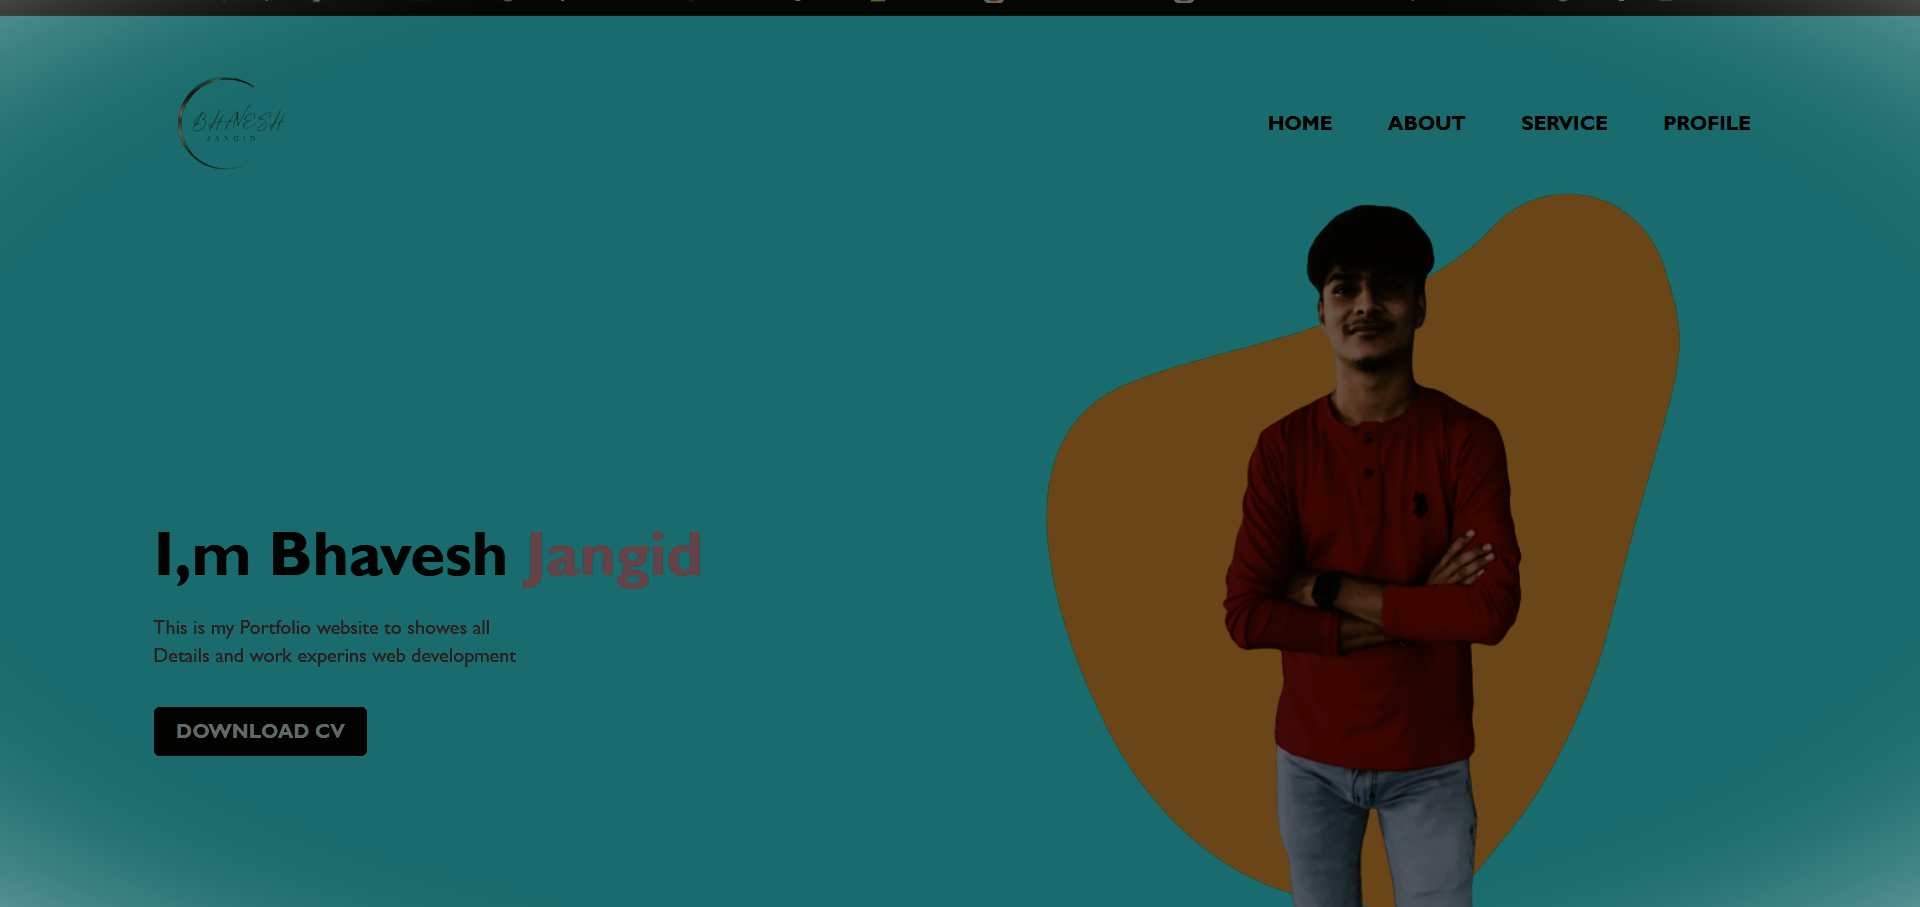 BHAVESH
JANGID
HOME ABOUT SERVICE PROFILE
I,m Bhavesh Jangid
This is my Portfolio website to showes all
Details and work experins web development
DOWNLOAD CV